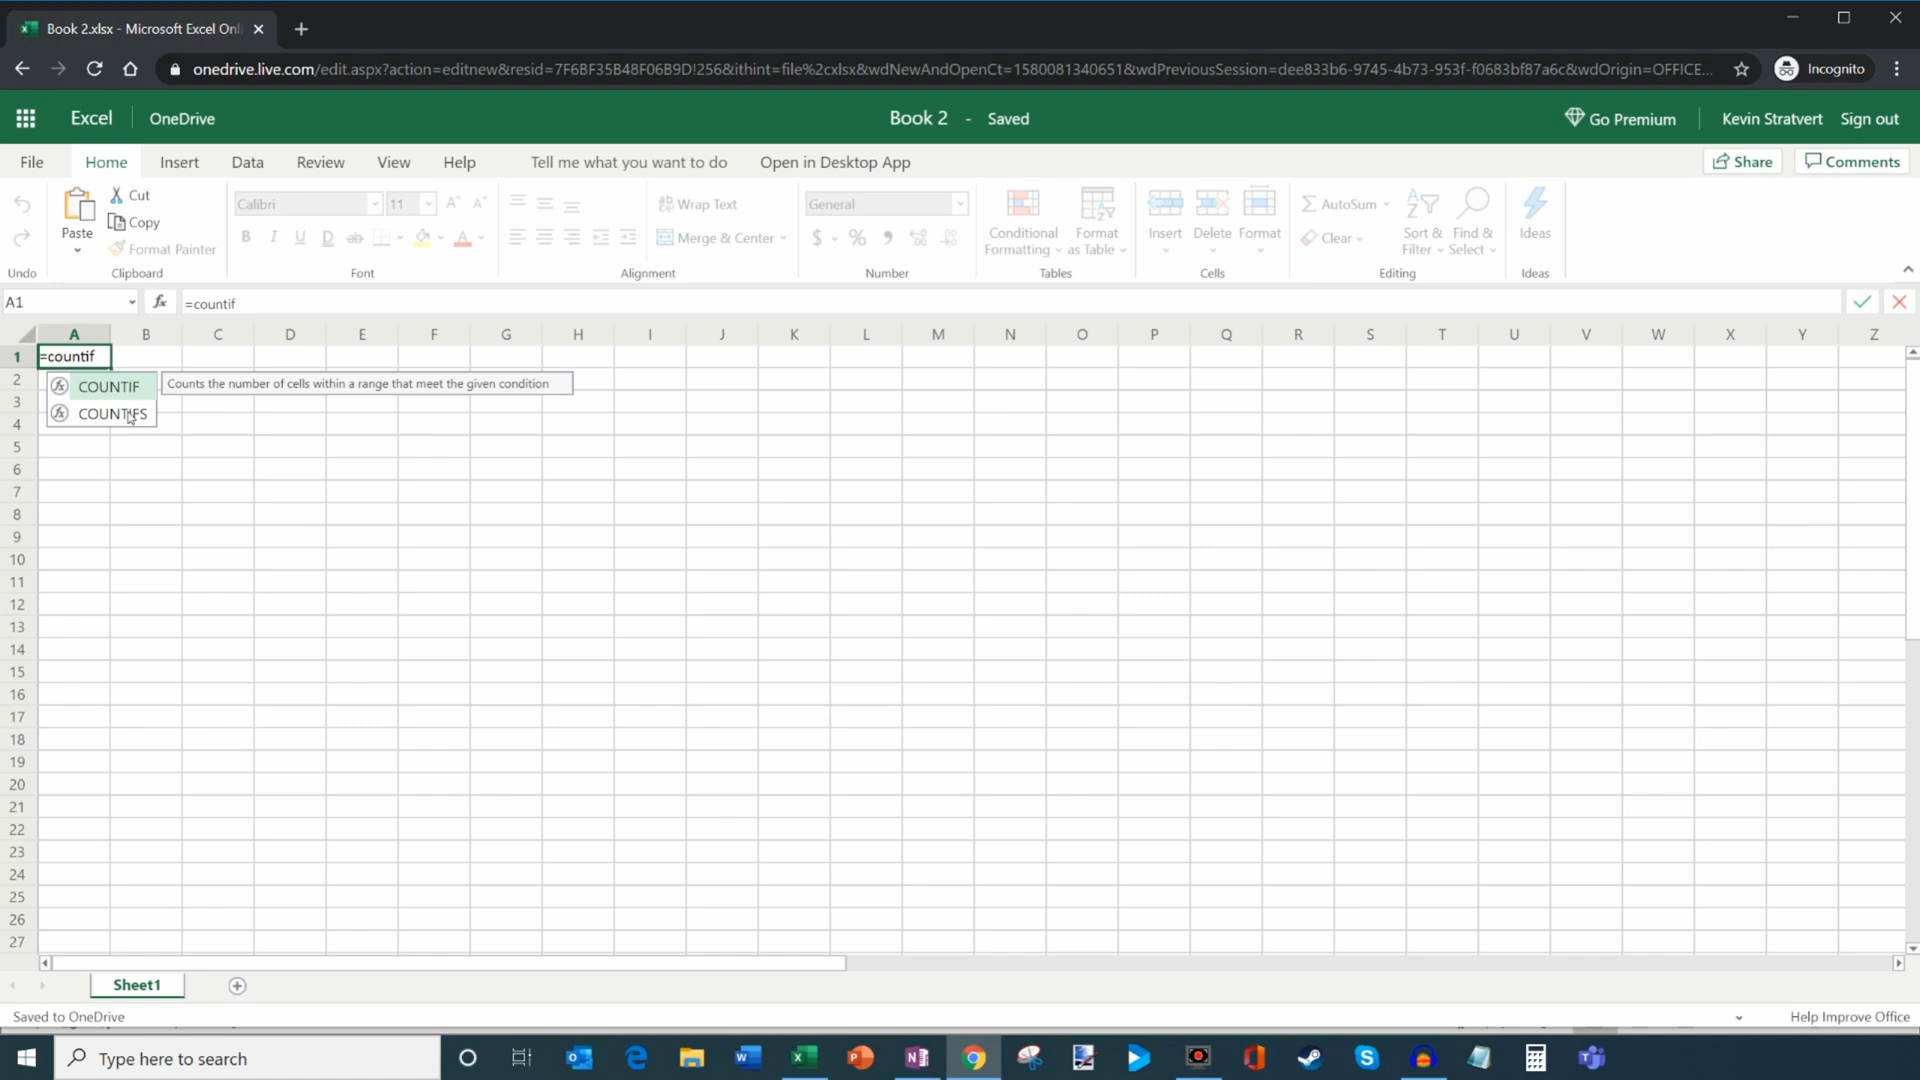 Book 2.xlsx - Microsoft Excel Onl
onedrive.live.com/edit.aspx?action=editnew&resid=7F6BF35B48F06B9D!256&ithint=file%2cxlsx&wdNewAndOpenCt=1580081340651&wdPreviousSession=dee833b6-9745-4b73-953f-f0683bf87a6c&wdOrigin=OFFICE... Incognito
Excel OneDrive Book 2 - Saved Go Premium Kevin Stratvert Sign out
File Home Insert Data Review View Help Tell me what you want to do Open in Desktop App Share Comments
Cut
Calibri 11 Wrap Text General AutoSum
Copy
Paste Conditional Format Insert Delete Format Sort & Find & Ideas
B I U D ab A Merge & Center $ % Clear
Format Painter Formatting as Table Filter Select
Undo Clipboard Font Alignment Number Tables Cells Editing Ideas
A1 fx =countif
A B C D E F G H I J K L M N O P Q R S T U V W X Y Z
1 =countif
2 COUNTIF Counts the number of cells within a range that meet the given condition
3
4 COUNTIFS
5
6
7
8
9
10
11
12
13
14
15
16
17
18
19
20
21
22
23
24
25
26
27
Sheet1
Saved to OneDrive Help Improve Office
Type here to search